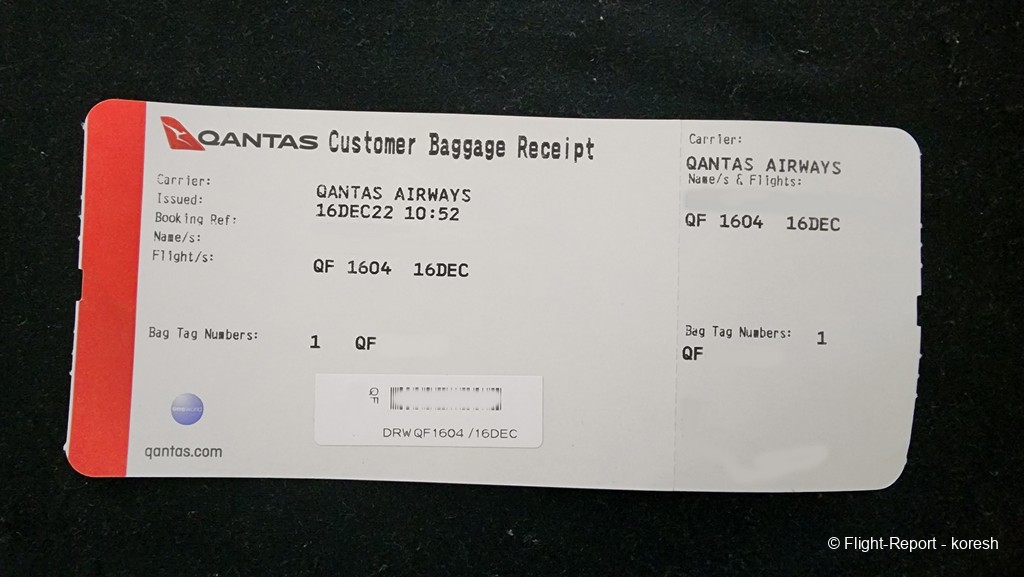 QANTAS Customer Baggage Receipt
Carrier: QANTAS AIRWAYS
Issued: 16DEC22 10:52
Booking Ref:
Name/s:
Flight/s: QF 1604 16DEC
Bag Tag Numbers: 1 QF
QF
DRW QF1604 /16DEC
oneworld
qantas.com
Carrier:
QANTAS AIRWAYS
Name/s & Flights:
QF 1604 16DEC
Bag Tag Numbers: 1
QF
© Flight-Report - koresh